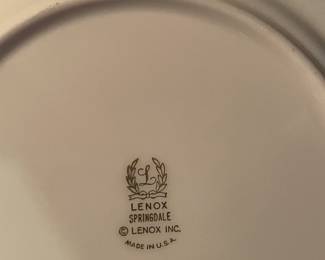 L
LENOX
SPRINGDALE
© LENOX INC.
MADE IN U.S.A.